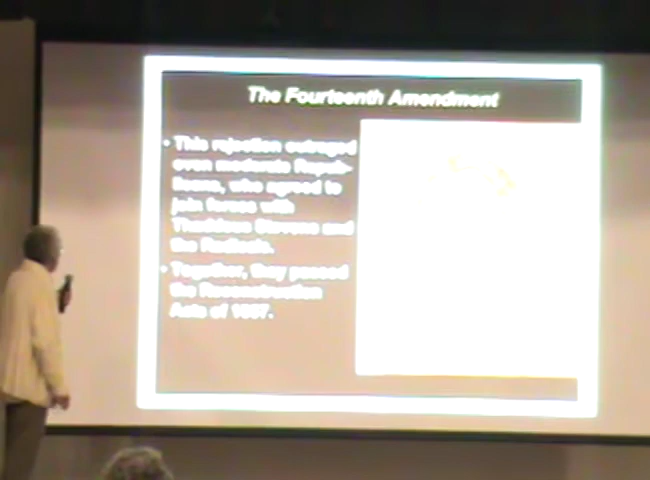 The Fourteenth Amendment
• This rejection outraged
even moderate Repub-
licans, who agreed to
join forces with
Thaddeus Stevens and
the Radicals.
• Together, they passed
the Reconstruction
Acts of 1867.